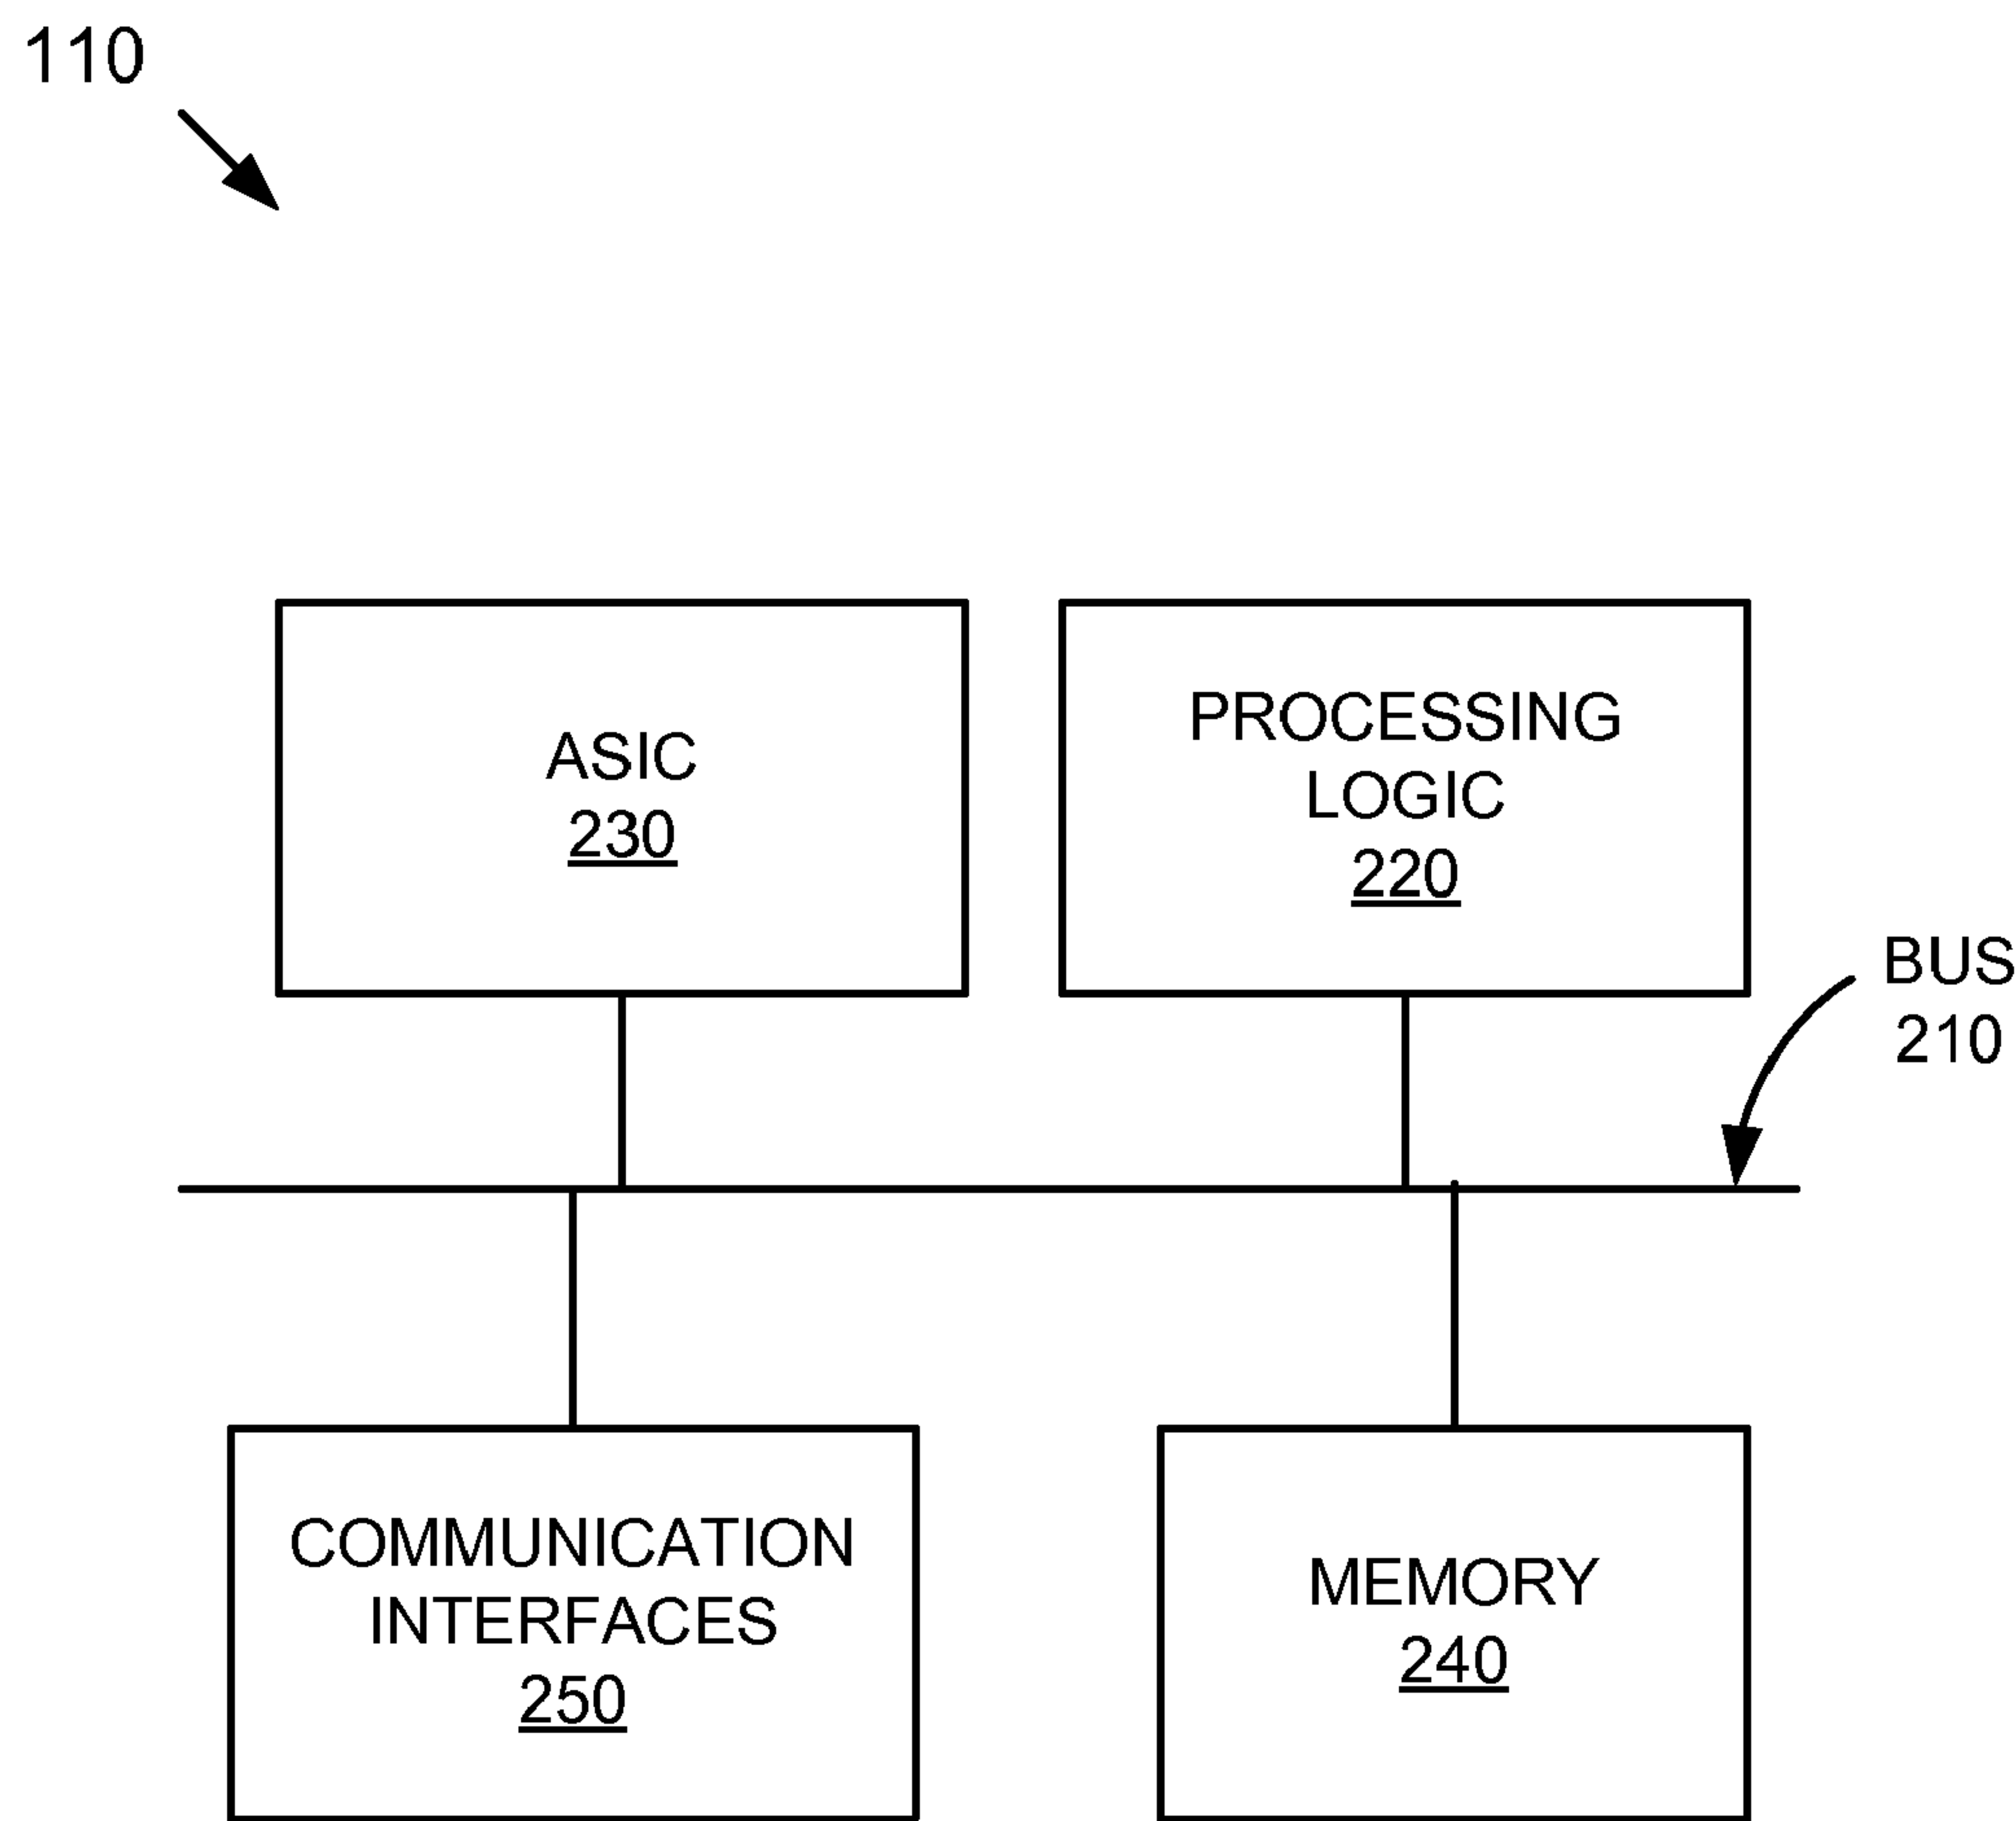 110
ASIC
230
PROCESSING
LOGIC
220
BUS
210
COMMUNICATION
INTERFACES
250
MEMORY
240